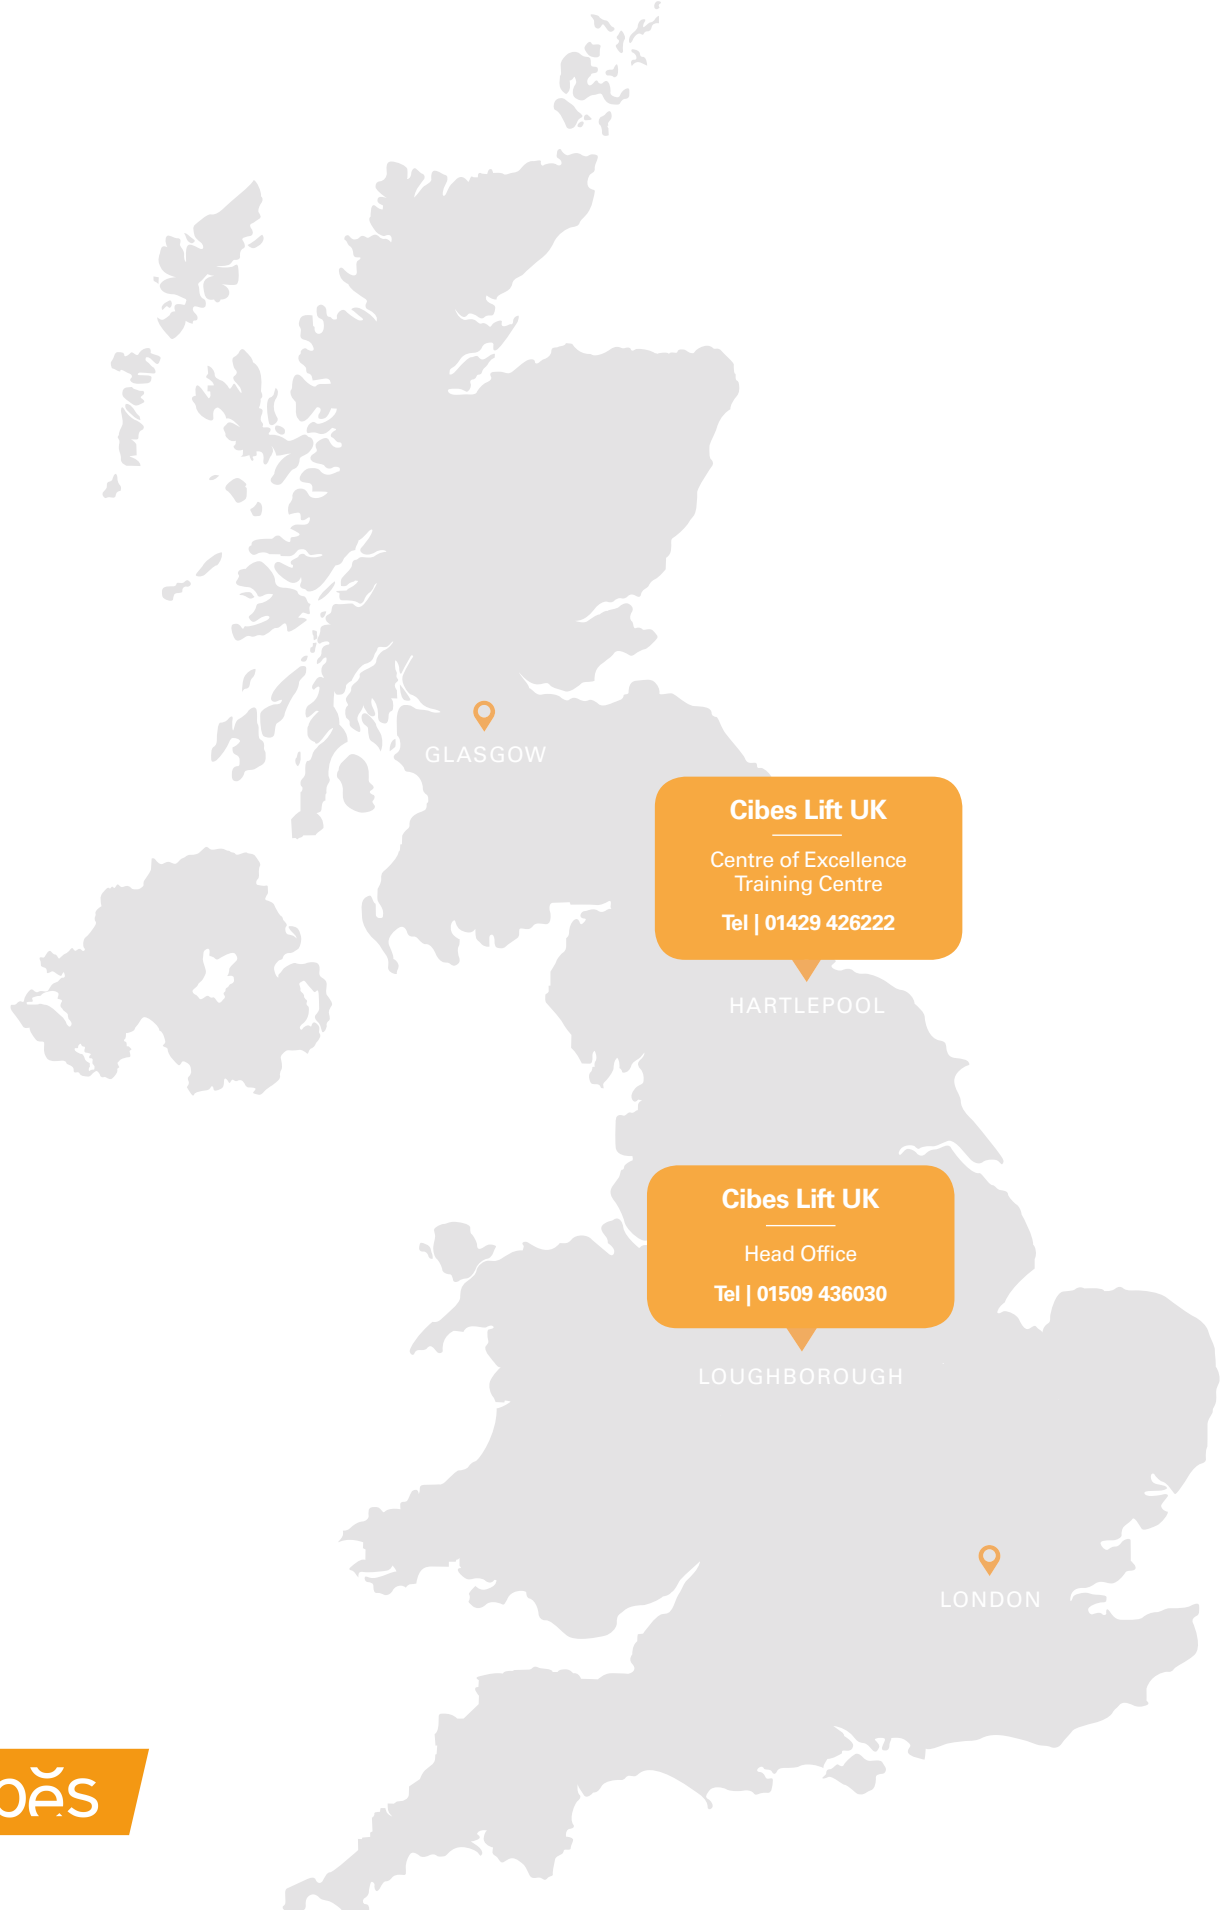 GLASGOW
Cibes Lift UK
Centre of Excellence
Training Centre
Tel | 01429 426222
HARTLEPOOL
Cibes Lift UK
Head Office
Tel | 01509 436030
LOUGHBOROUGH
LONDON